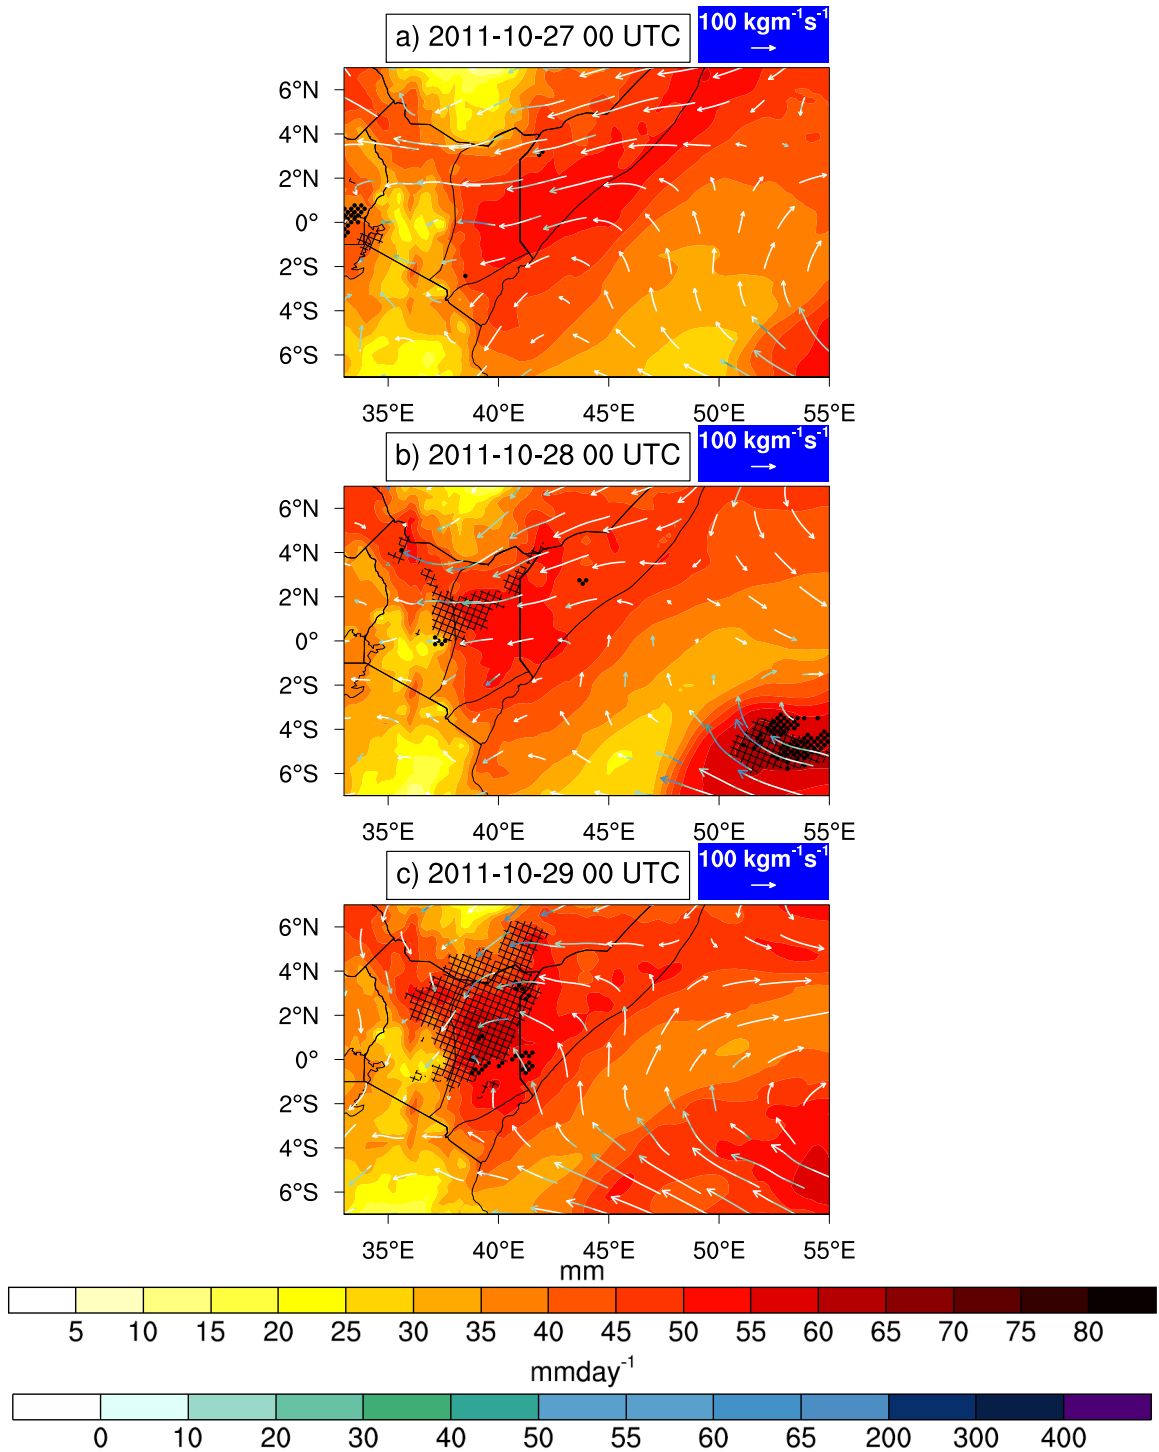 a) 2011-10-27 00 UTC
100 kgm⁻¹s⁻¹
6°N
4°N
2°N
0°
2°S
4°S
6°S
35°E 40°E 45°E 50°E 55°E
b) 2011-10-28 00 UTC
100 kgm⁻¹s⁻¹
6°N
4°N
2°N
0°
2°S
4°S
6°S
35°E 40°E 45°E 50°E 55°E
c) 2011-10-29 00 UTC
100 kgm⁻¹s⁻¹
6°N
4°N
2°N
0°
2°S
4°S
6°S
35°E 40°E 45°E 50°E 55°E
mm
5 10 15 20 25 30 35 40 45 50 55 60 65 70 75 80
mmday⁻¹
0 10 20 30 40 50 55 60 65 200 300 400